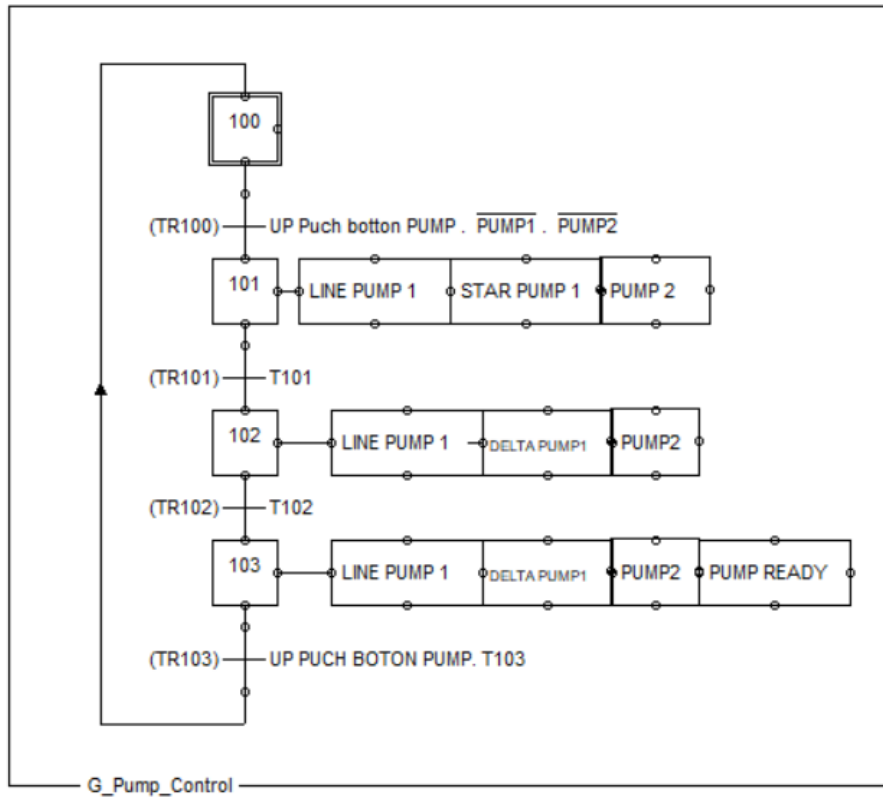 100
(TR100) UP Puch botton PUMP . PUMP1 . PUMP2
101 LINE PUMP 1 STAR PUMP 1 PUMP 2
(TR101) T101
102 LINE PUMP 1 DELTA PUMP1 PUMP2
(TR102) T102
103 LINE PUMP 1 DELTA PUMP1 PUMP2 PUMP READY
(TR103) UP PUCH BOTON PUMP. T103
G_Pump_Control